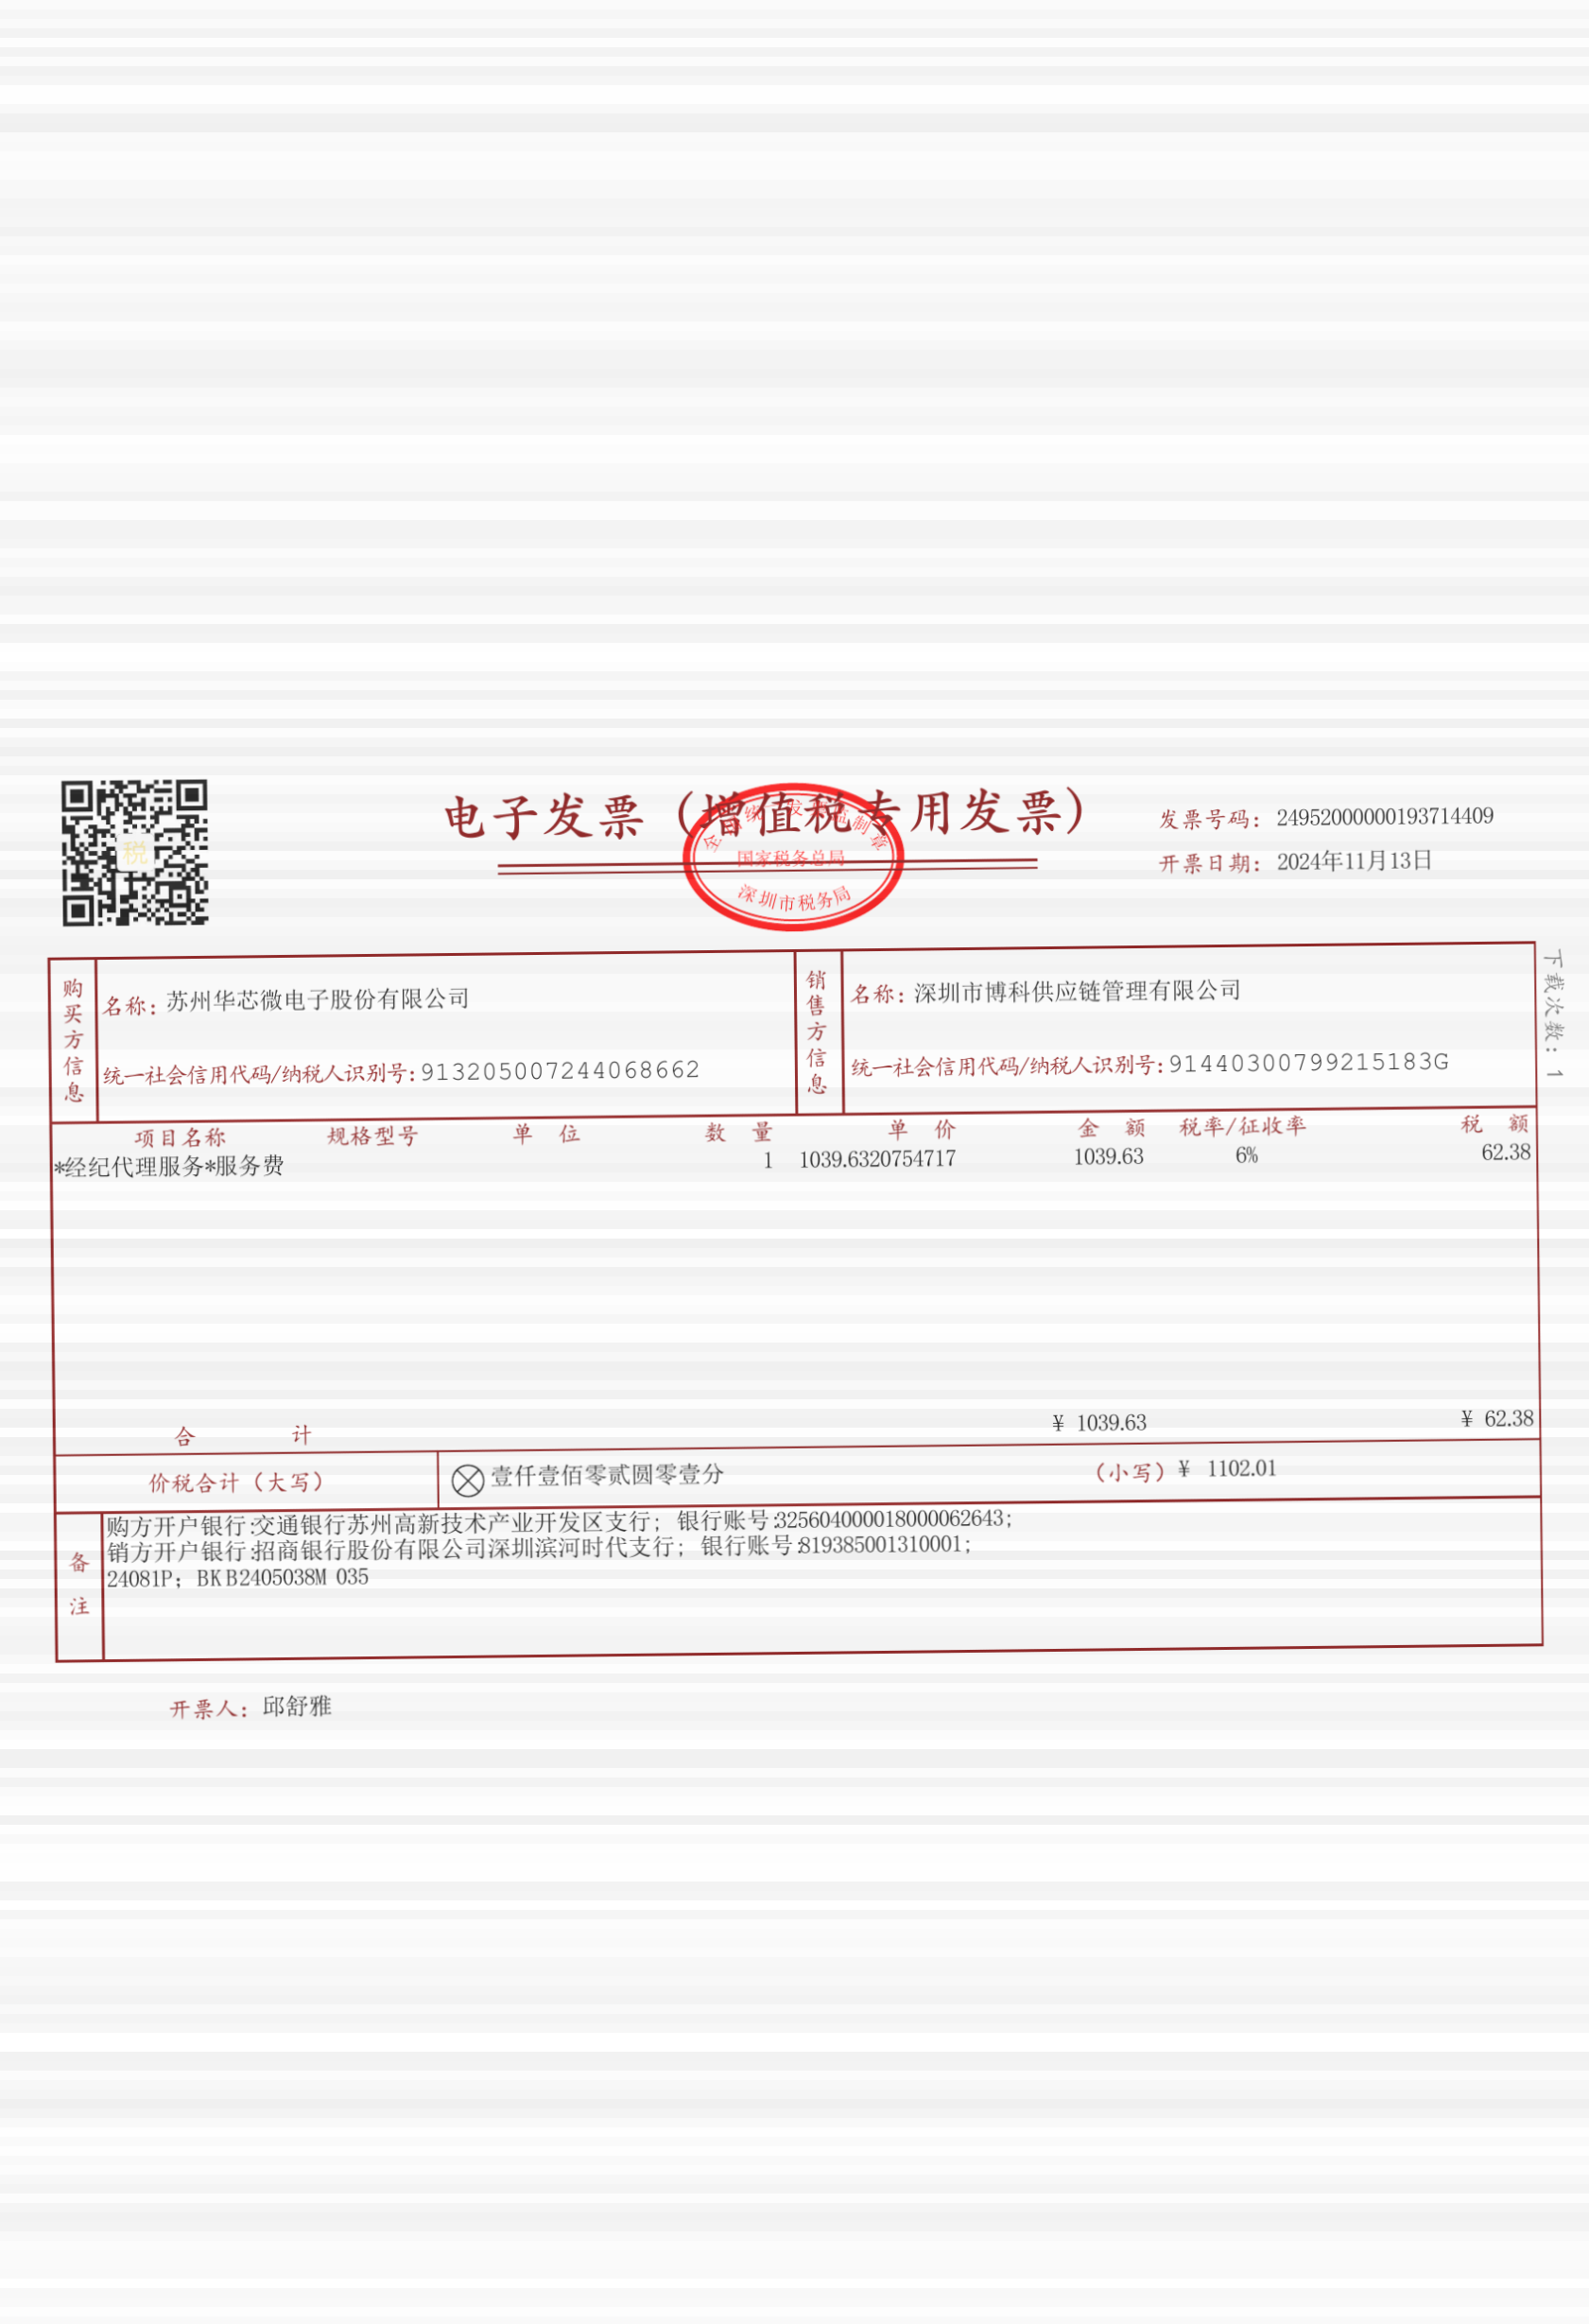 电子发票（增值税专用发票）
国家税务总局
深圳市税务局
税
发票号码：24952000000193714409
开票日期：2024年11月13日
下载次数：1
购买方信息
名称：苏州华芯微电子股份有限公司
统一社会信用代码/纳税人识别号：913205007244068662
销售方信息
名称：深圳市博科供应链管理有限公司
统一社会信用代码/纳税人识别号：91440300799215183G
项目名称 规格型号 单位 数量 单价 金额 税率/征收率 税额
*经纪代理服务*服务费 1 1039.6320754717 1039.63 6% 62.38
合计 ¥ 1039.63 ¥ 62.38
价税合计（大写） 壹仟壹佰零贰圆零壹分 （小写）¥ 1102.01
备注
购方开户银行:交通银行苏州高新技术产业开发区支行； 银行账号:325604000018000062643；
销方开户银行:招商银行股份有限公司深圳滨河时代支行； 银行账号:819385001310001；
24081P；BKB2405038M 035
开票人：邱舒雅